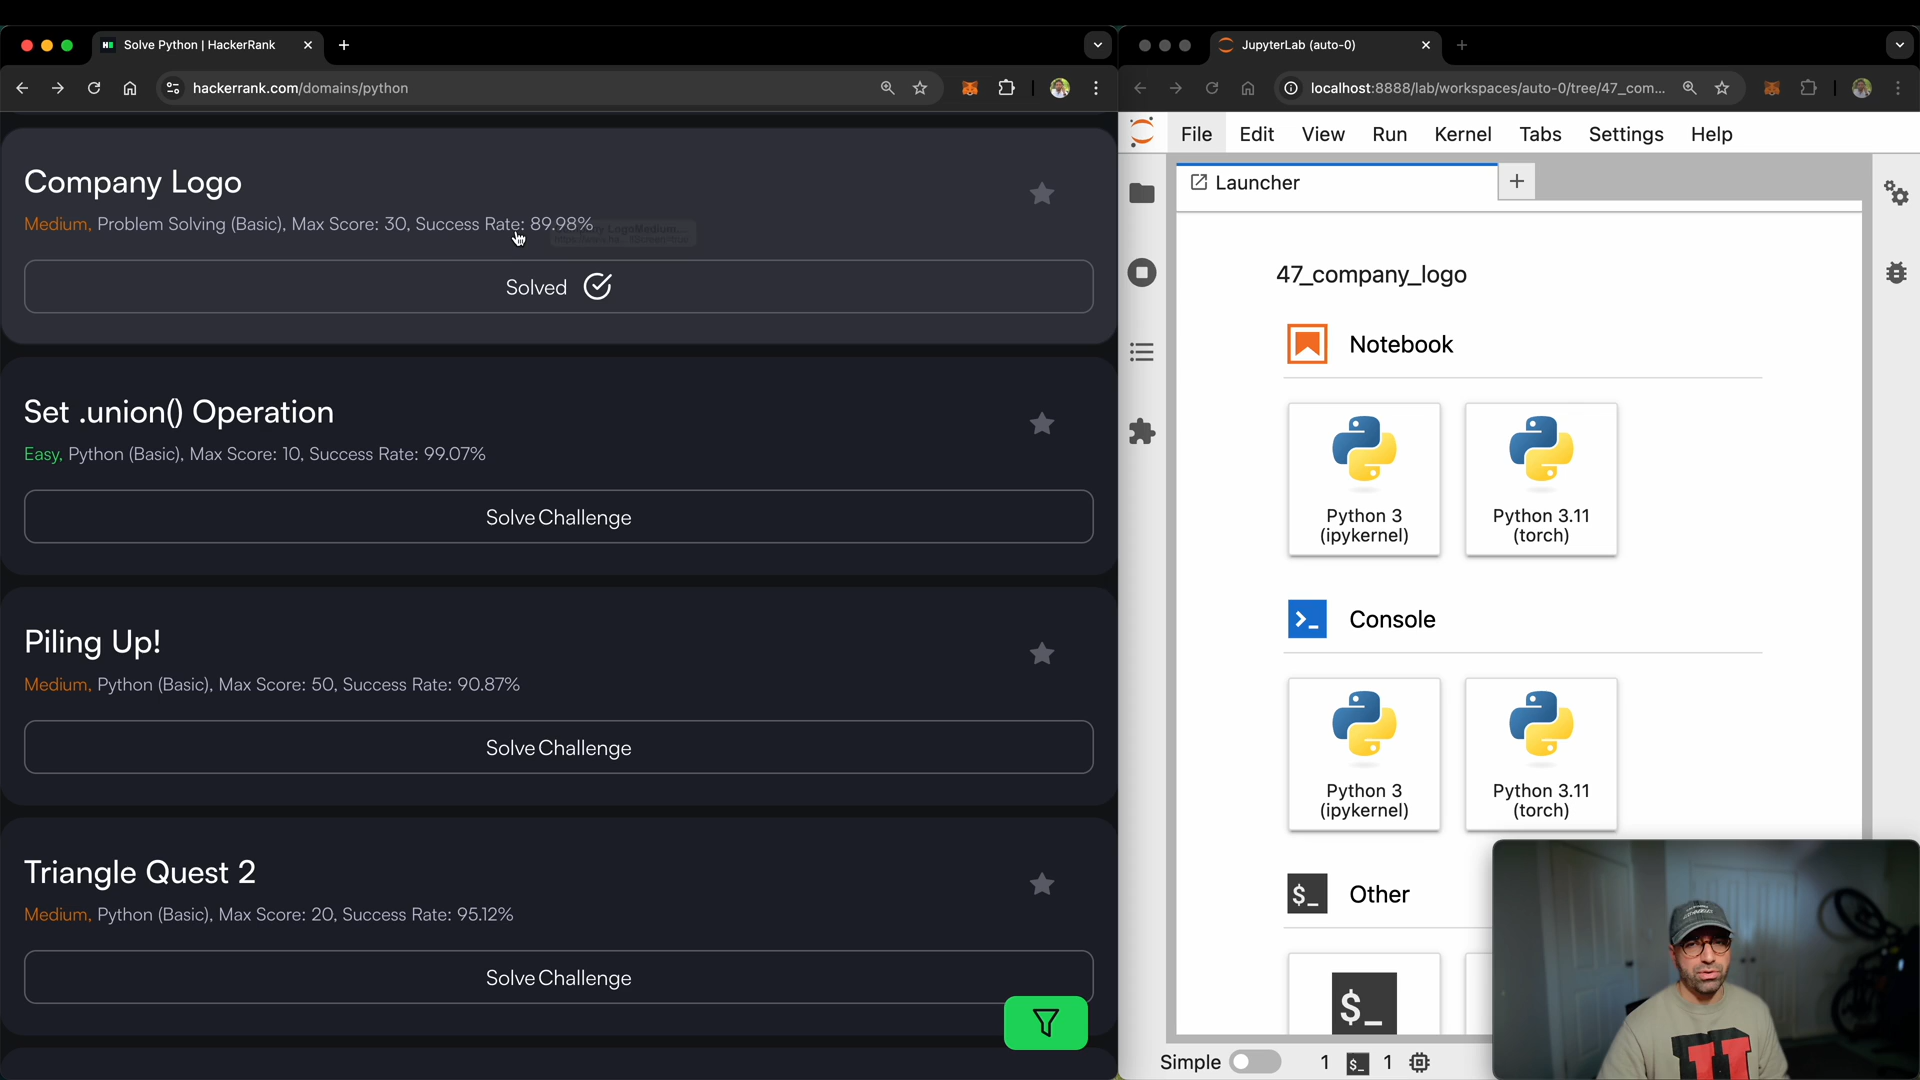 Solve Python | HackerRank
hackerrank.com/domains/python
Company Logo
Medium, Problem Solving (Basic), Max Score: 30, Success Rate: 89.98%
Solved
Set .union() Operation
Easy, Python (Basic), Max Score: 10, Success Rate: 99.07%
Solve Challenge
Piling Up!
Medium, Python (Basic), Max Score: 50, Success Rate: 90.87%
Solve Challenge
Triangle Quest 2
Medium, Python (Basic), Max Score: 20, Success Rate: 95.12%
Solve Challenge
JupyterLab (auto-0)
localhost:8888/lab/workspaces/auto-0/tree/47_com...
File Edit View Run Kernel Tabs Settings Help
Launcher
47_company_logo
Notebook
Python 3
(ipykernel)
Python 3.11
(torch)
Console
Python 3
(ipykernel)
Python 3.11
(torch)
$_ Other
$_
Simple 1 $_ 1